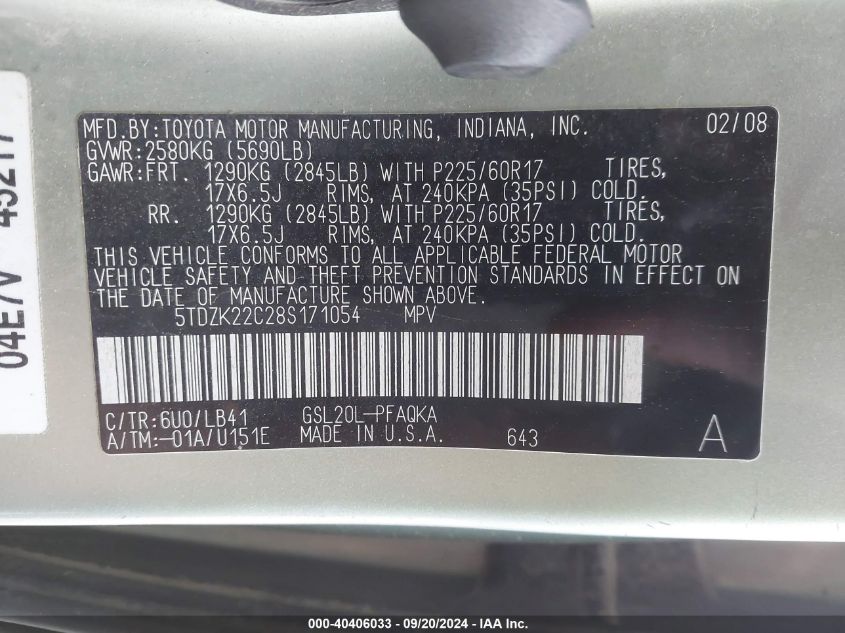 MFD.BY:TOYOTA MOTOR MANUFACTURING, INDIANA, INC. 02/08
GVWR:2580KG (5690LB)
GAWR:FRT. 1290KG (2845LB) WITH P225/60R17 TIRES,
17X6.5J RIMS, AT 240KPA (35PSI) COLD.
RR. 1290KG (2845LB) WITH P225/60R17 TIRES,
17X6.5J RIMS, AT 240KPA (35PSI) COLD.
THIS VEHICLE CONFORMS TO ALL APPLICABLE FEDERAL MOTOR
VEHICLE SAFETY AND THEFT PREVENTION STANDARDS IN EFFECT ON
THE DATE OF MANUFACTURE SHOWN ABOVE.
5TDZK22C28S171054 MPV
C/TR:6U0/LB41 GSL20L-PFAQKA
A/TM:-01A/U151E MADE IN U.S.A. 643 A
04E7V 45217
000-40406033 - 09/20/2024 - IAA Inc.